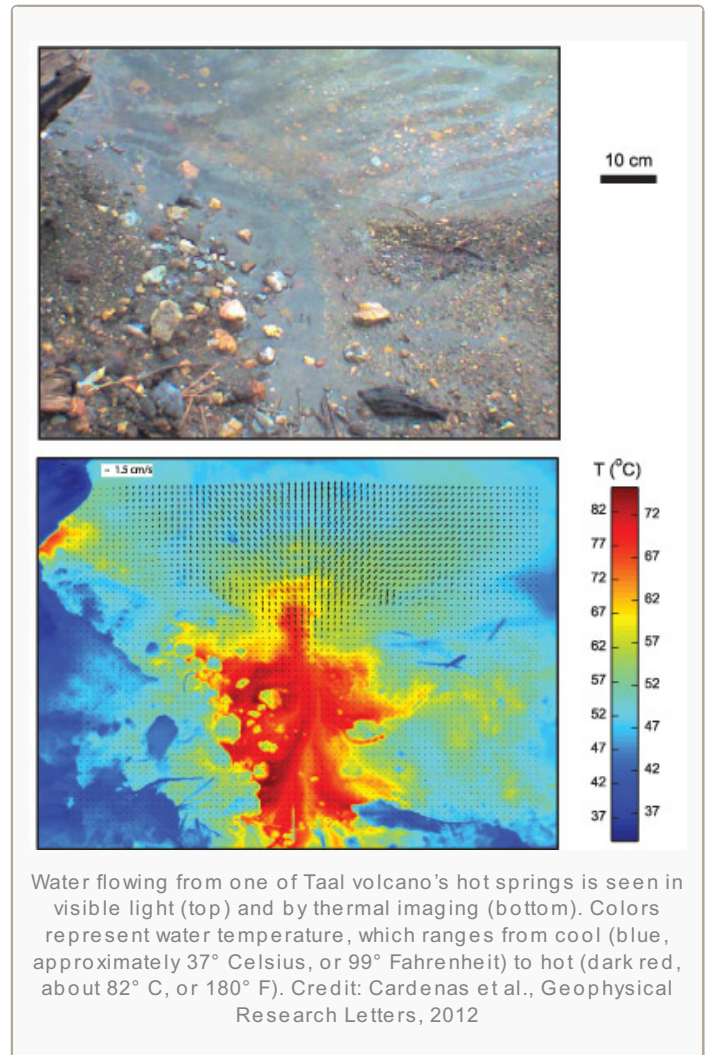 10 cm
~ 1.5 cm/s
T (°C)
82
72
77
67
72
62
67
57
62
52
57
47
52
42
47
37
42
37
Water flowing from one of Taal volcano's hot springs is seen in
visible light (top) and by thermal imaging (bottom). Colors
represent water temperature, which ranges from cool (blue,
approximately 37° Celsius, or 99° Fahrenheit) to hot (dark red,
about 82° C, or 180° F). Credit: Cardenas et al., Geophysical
Research Letters, 2012